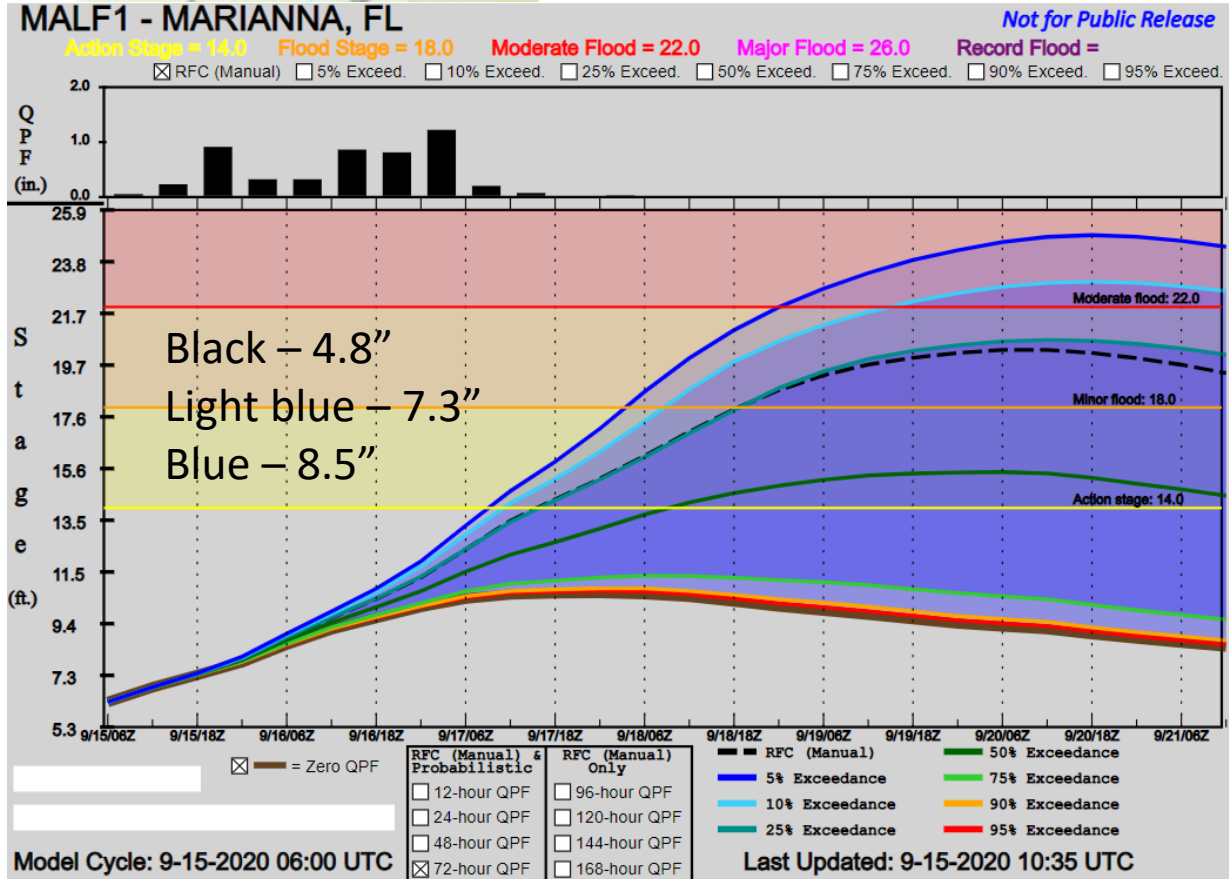 MALF1 - MARIANNA, FL
Not for Public Release
Action Stage = 14.0 Flood Stage = 18.0 Moderate Flood = 22.0 Major Flood = 26.0 Record Flood =
RFC (Manual) 5% Exceed. 10% Exceed. 25% Exceed. 50% Exceed. 75% Exceed. 90% Exceed. 95% Exceed.
QPF (in.)
2.0
1.0
0.0
Stage (ft.)
25.9
23.8
21.7
19.7
17.6
15.6
13.5
11.5
9.4
7.3
5.3
Black – 4.8”
Light blue – 7.3”
Blue – 8.5”
Moderate flood: 22.0
Minor flood: 18.0
Action stage: 14.0
9/15/06Z 9/15/18Z 9/16/06Z 9/16/18Z 9/17/06Z 9/17/18Z 9/18/06Z 9/18/18Z 9/19/06Z 9/19/18Z 9/20/06Z 9/20/18Z 9/21/06Z
= Zero QPF
RFC (Manual) & Probabilistic
12-hour QPF
24-hour QPF
48-hour QPF
72-hour QPF
RFC (Manual) Only
96-hour QPF
120-hour QPF
144-hour QPF
168-hour QPF
RFC (Manual)
5% Exceedance
10% Exceedance
25% Exceedance
50% Exceedance
75% Exceedance
90% Exceedance
95% Exceedance
Model Cycle: 9-15-2020 06:00 UTC
Last Updated: 9-15-2020 10:35 UTC